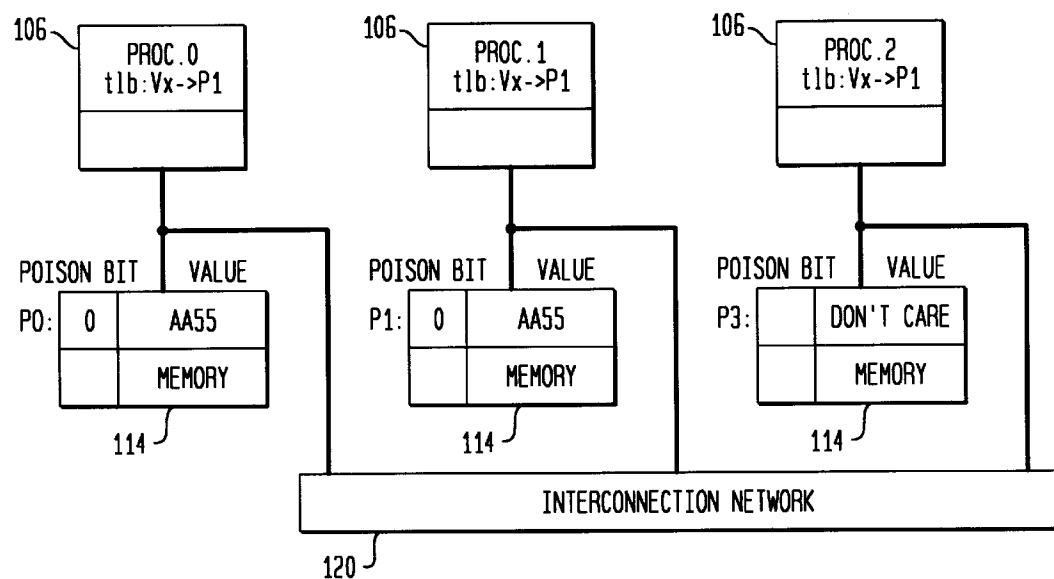 106
PROC.0
tlb:Vx->P1
106
PROC.1
tlb:Vx->P1
106
PROC.2
tlb:Vx->P1
POISON BIT VALUE
P0: 0 AA55
MEMORY
114
POISON BIT VALUE
P1: 0 AA55
MEMORY
114
POISON BIT VALUE
P3: DON'T CARE
MEMORY
114
INTERCONNECTION NETWORK
120